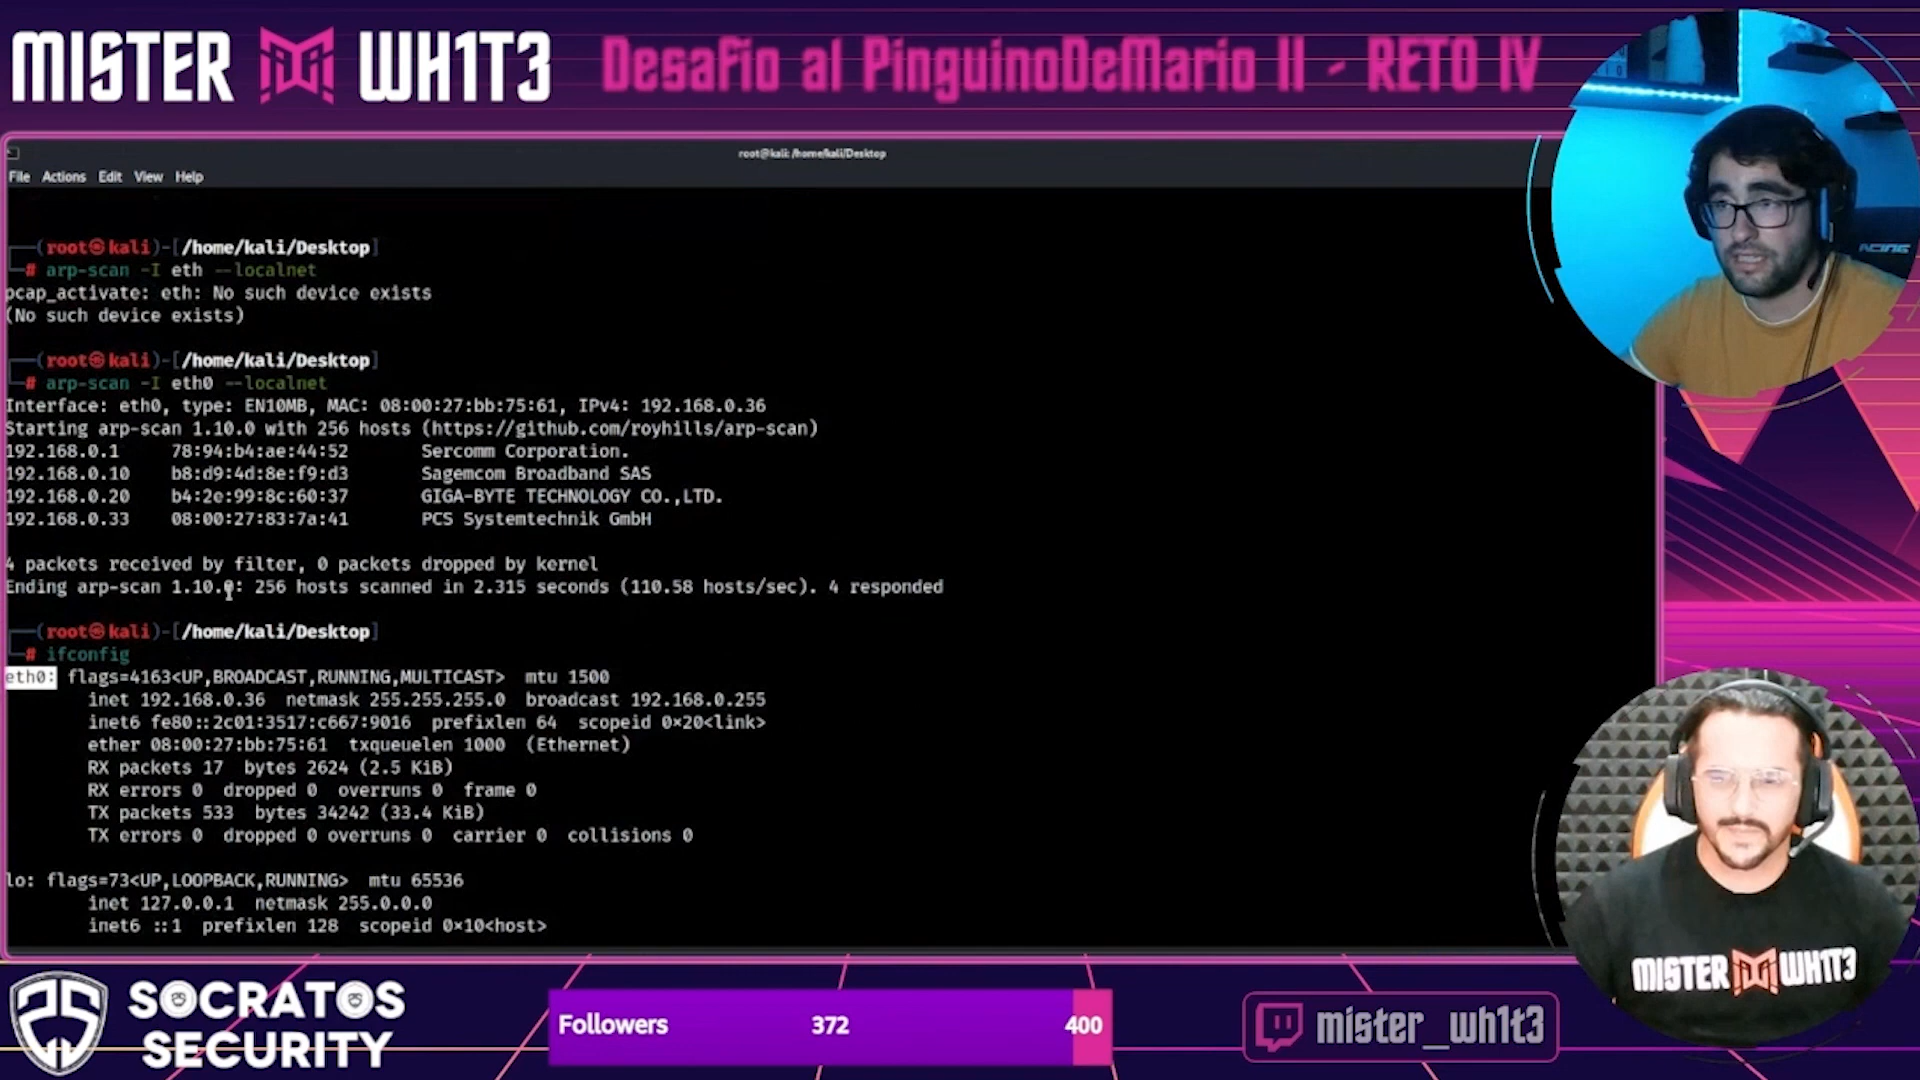 MISTER WH1T3
Desafío al PinguinoDeMario II - RETO IV
root@kali: /home/kali/Desktop
File Actions Edit View Help
(root㉿kali)-[/home/kali/Desktop]
# arp-scan -I eth --localnet
pcap_activate: eth: No such device exists
(No such device exists)
(root㉿kali)-[/home/kali/Desktop]
# arp-scan -I eth0 --localnet
Interface: eth0, type: EN10MB, MAC: 08:00:27:bb:75:61, IPv4: 192.168.0.36
Starting arp-scan 1.10.0 with 256 hosts (https://github.com/royhills/arp-scan)
192.168.0.1 78:94:b4:ae:44:52 Sercomm Corporation.
192.168.0.10 b8:d9:4d:8e:f9:d3 Sagemcom Broadband SAS
192.168.0.20 b4:2e:99:8c:60:37 GIGA-BYTE TECHNOLOGY CO.,LTD.
192.168.0.33 08:00:27:83:7a:41 PCS Systemtechnik GmbH
4 packets received by filter, 0 packets dropped by kernel
Ending arp-scan 1.10.0: 256 hosts scanned in 2.315 seconds (110.58 hosts/sec). 4 responded
(root㉿kali)-[/home/kali/Desktop]
# ifconfig
eth0: flags=4163<UP,BROADCAST,RUNNING,MULTICAST> mtu 1500
inet 192.168.0.36 netmask 255.255.255.0 broadcast 192.168.0.255
inet6 fe80::2c01:3517:c667:9016 prefixlen 64 scopeid 0×20<link>
ether 08:00:27:bb:75:61 txqueuelen 1000 (Ethernet)
RX packets 17 bytes 2624 (2.5 KiB)
RX errors 0 dropped 0 overruns 0 frame 0
TX packets 533 bytes 34242 (33.4 KiB)
TX errors 0 dropped 0 overruns 0 carrier 0 collisions 0
lo: flags=73<UP,LOOPBACK,RUNNING> mtu 65536
inet 127.0.0.1 netmask 255.0.0.0
inet6 ::1 prefixlen 128 scopeid 0×10<host>
MISTER WH1T3
SOCRATOS
SECURITY
Followers 372 400
mister_wh1t3